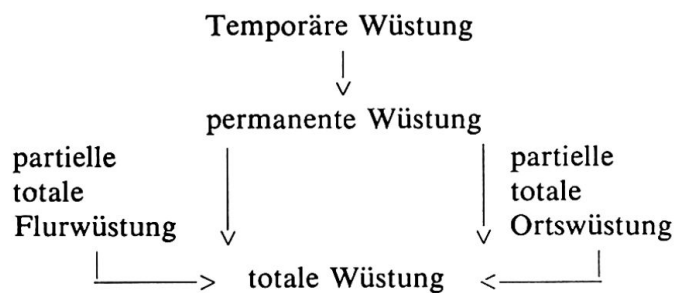 Temporäre Wüstung
permanente Wüstung
partielle
totale
Flurwüstung
partielle
totale
Ortswüstung
totale Wüstung